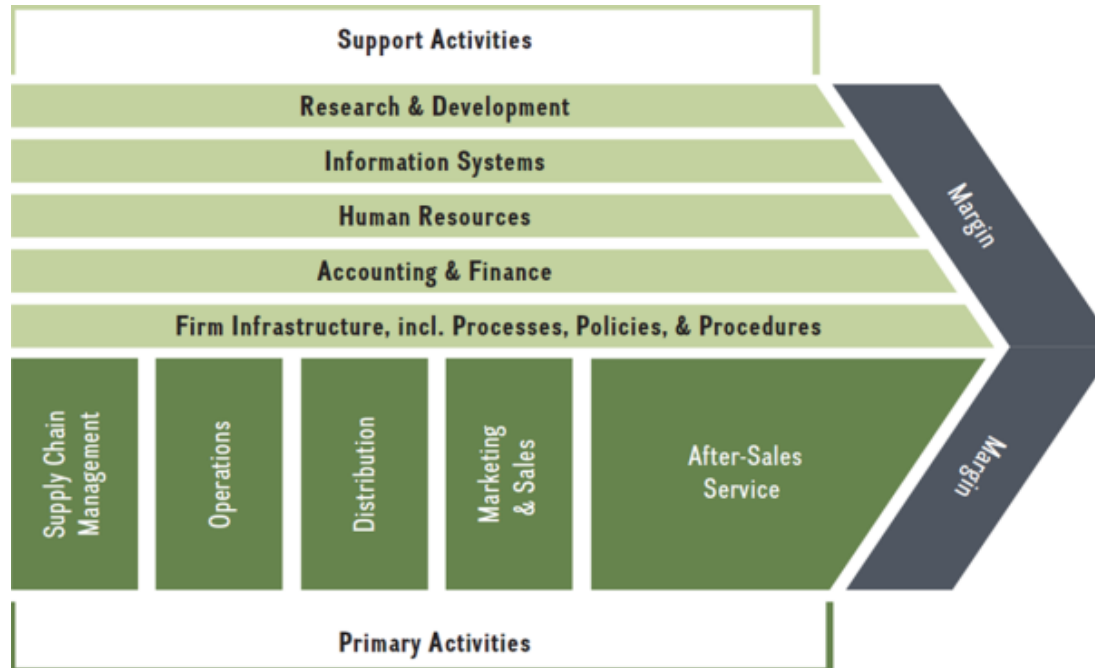 Support Activities
Research & Development
Information Systems
Human Resources
Accounting & Finance
Firm Infrastructure, incl. Processes, Policies, & Procedures
Margin
Supply Chain
Management
Operations
Distribution
Marketing
& Sales
After-Sales
Service
Margin
Primary Activities